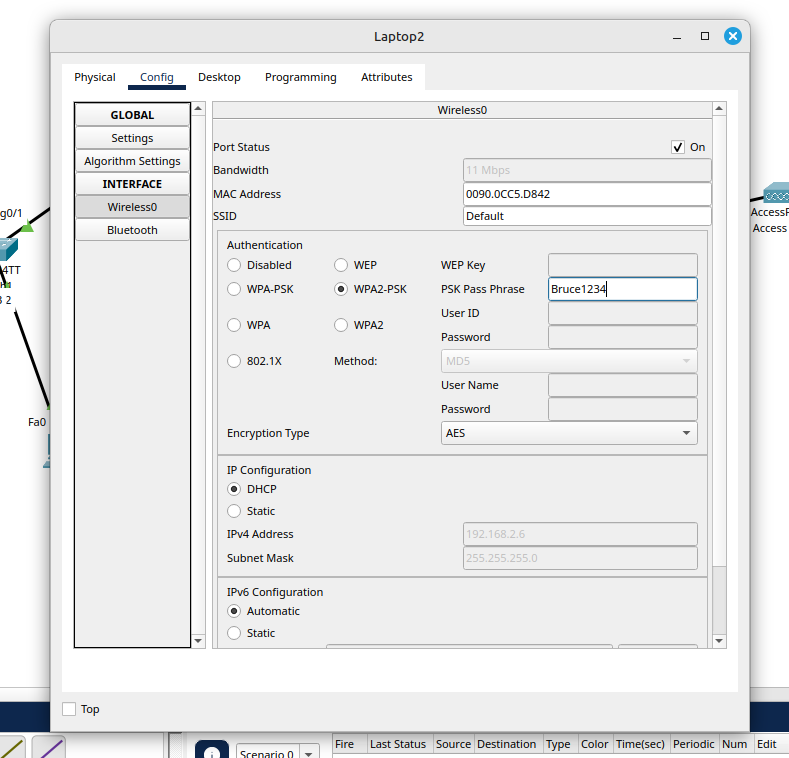 Laptop2
Physical Config Desktop Programming Attributes
GLOBAL
Settings
Algorithm Settings
INTERFACE
Wireless0
Bluetooth
Wireless0
Port Status On
Bandwidth 11 Mbps
MAC Address 0090.0CC5.D842
SSID Default
Authentication
Disabled WEP WEP Key
WPA-PSK WPA2-PSK PSK Pass Phrase Bruce1234
User ID
WPA WPA2
Password
802.1X Method: MD5
User Name
Password
Encryption Type AES
IP Configuration
DHCP
Static
IPv4 Address 192.168.2.6
Subnet Mask 255.255.255.0
IPv6 Configuration
Automatic
Static
Top
g0/1
4TT
2
Fa0
AccessP
Access
Scenario 0
Fire Last Status Source Destination Type Color Time(sec) Periodic Num Edit